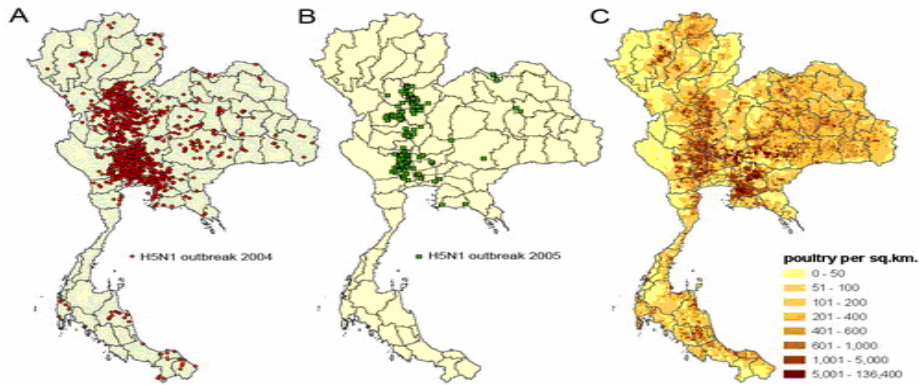 A
B
C
H5N1 outbreak 2004
H5N1 outbreak 2005
poultry per sq.km.
0 - 50
51 - 100
101 - 200
201 - 400
401 - 600
601 - 1,000
1,001 - 5,000
5,001 - 136,400